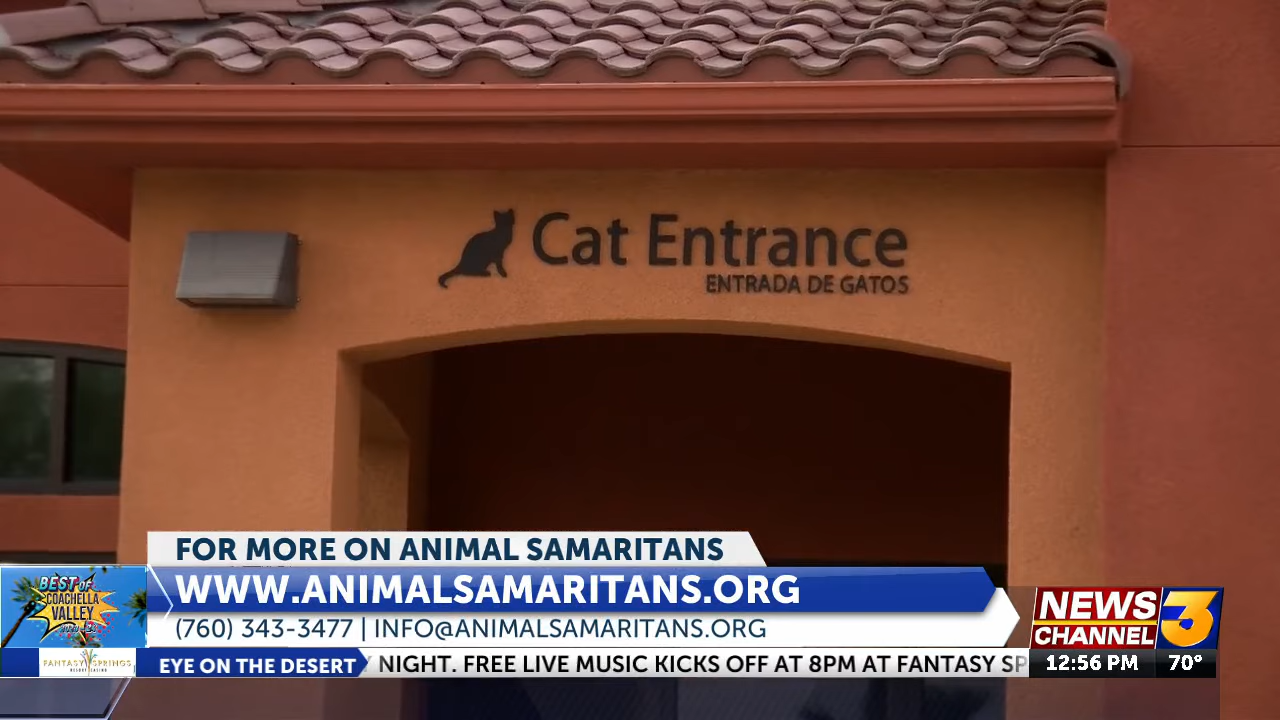 Cat Entrance
ENTRADA DE GATOS
FOR MORE ON ANIMAL SAMARITANS
WWW.ANIMALSAMARITANS.ORG
(760) 343-3477 | INFO@ANIMALSAMARITANS.ORG
BEST OF
COACHELLA
VALLEY
NEWS
CHANNEL 3
FANTASY SPRINGS
EYE ON THE DESERT
NIGHT. FREE LIVE MUSIC KICKS OFF AT 8PM AT FANTASY SP
12:56 PM 70°